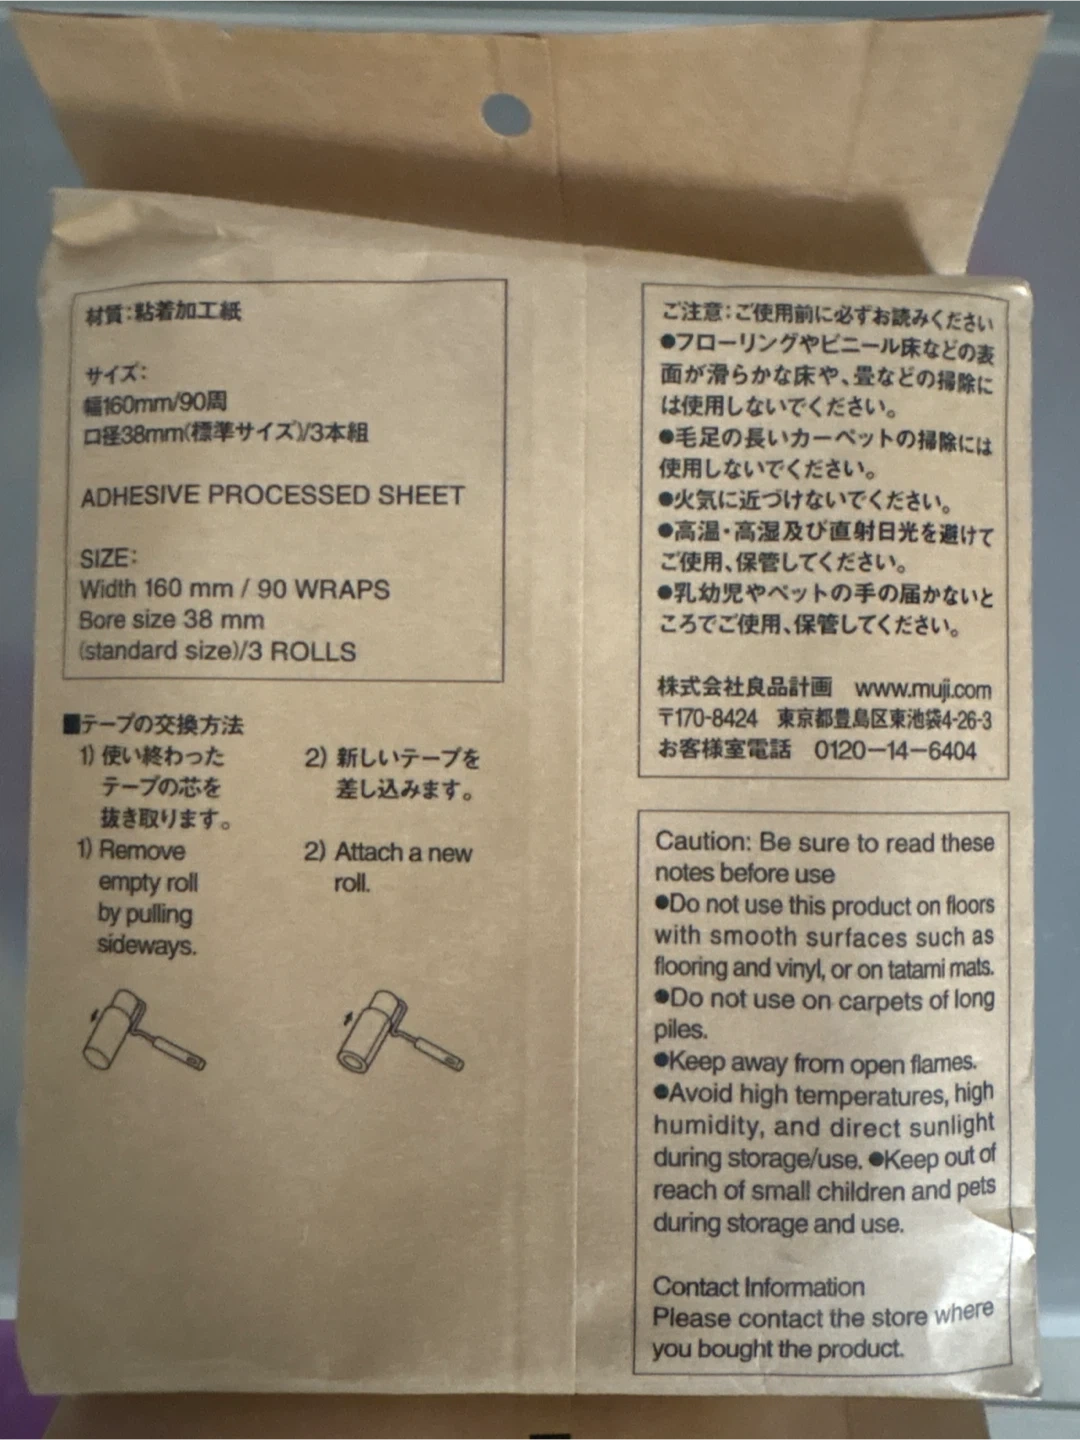 材質:粘着加工紙
サイズ:
幅160mm/90周
口径38mm(標準サイズ)/3本組
ADHESIVE PROCESSED SHEET
SIZE:
Width 160 mm / 90 WRAPS
Bore size 38 mm
(standard size)/3 ROLLS
■テープの交換方法
1) 使い終わった
テープの芯を
抜き取ります。
2) 新しいテープを
差し込みます。
1) Remove
empty roll
by pulling
sideways.
2) Attach a new
roll.
ご注意:ご使用前に必ずお読みください
●フローリングやビニール床などの表
面が滑らかな床や、畳などの掃除に
は使用しないでください。
●毛足の長いカーペットの掃除には
使用しないでください。
●火気に近づけないでください。
●高温・高湿及び直射日光を避けて
ご使用、保管してください。
●乳幼児やペットの手の届かないと
ころでご使用、保管してください。
株式会社良品計画 www.muji.com
〒170-8424 東京都豊島区東池袋4-26-3
お客様室電話 0120－14－6404
Caution: Be sure to read these
notes before use
●Do not use this product on floors
with smooth surfaces such as
flooring and vinyl, or on tatami mats.
●Do not use on carpets of long
piles.
●Keep away from open flames.
●Avoid high temperatures, high
humidity, and direct sunlight
during storage/use. ●Keep out of
reach of small children and pets
during storage and use.
Contact Information
Please contact the store where
you bought the product.